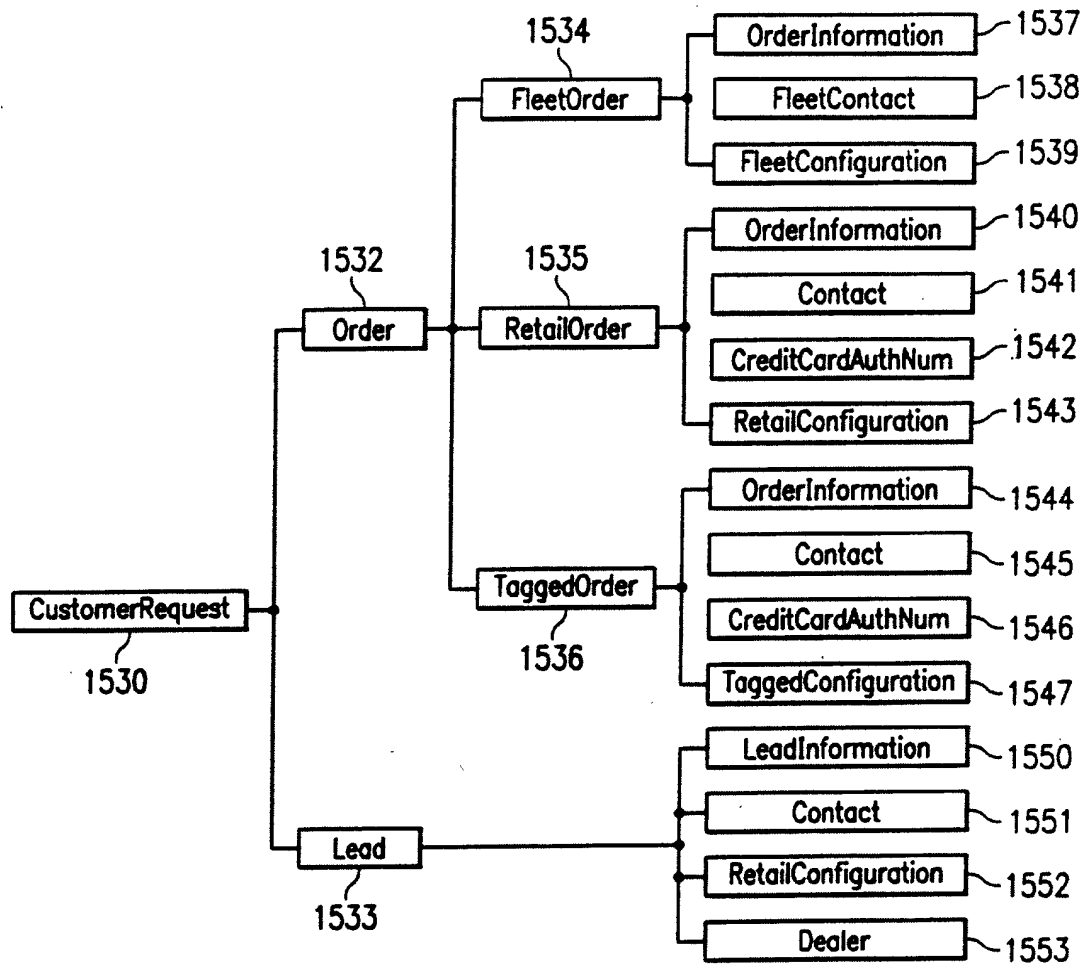 1534
FleetOrder
OrderInformation
1537
FleetContact
1538
FleetConfiguration
1539
1532
Order
1535
RetailOrder
OrderInformation
1540
Contact
1541
CreditCardAuthNum
1542
RetailConfiguration
1543
CustomerRequest
1530
TaggedOrder
1536
OrderInformation
1544
Contact
1545
CreditCardAuthNum
1546
TaggedConfiguration
1547
Lead
1533
LeadInformation
1550
Contact
1551
RetailConfiguration
1552
Dealer
1553